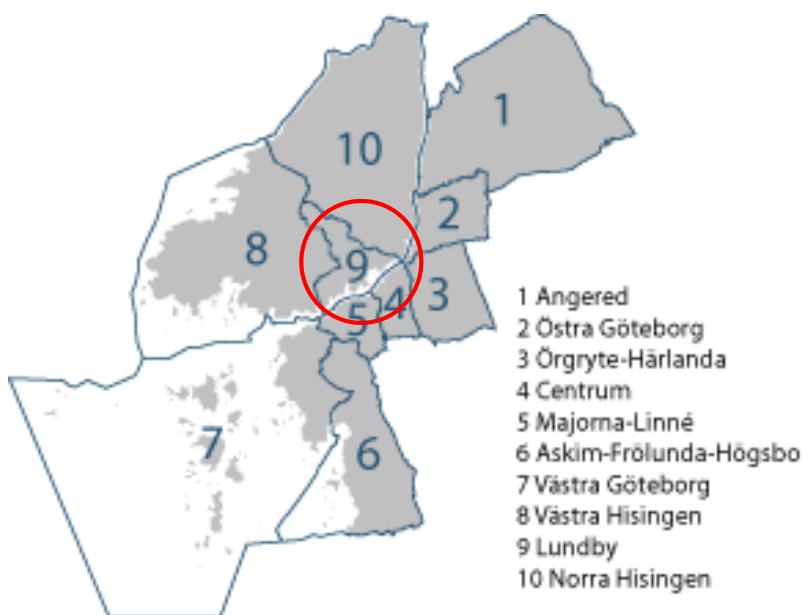 1
10
2
8
9
3
4
5
7
6
1 Angered
2 Östra Göteborg
3 Örgryte-Härlanda
4 Centrum
5 Majorna-Linné
6 Askim-Frölunda-Högsbo
7 Västra Göteborg
8 Västra Hisingen
9 Lundby
10 Norra Hisingen